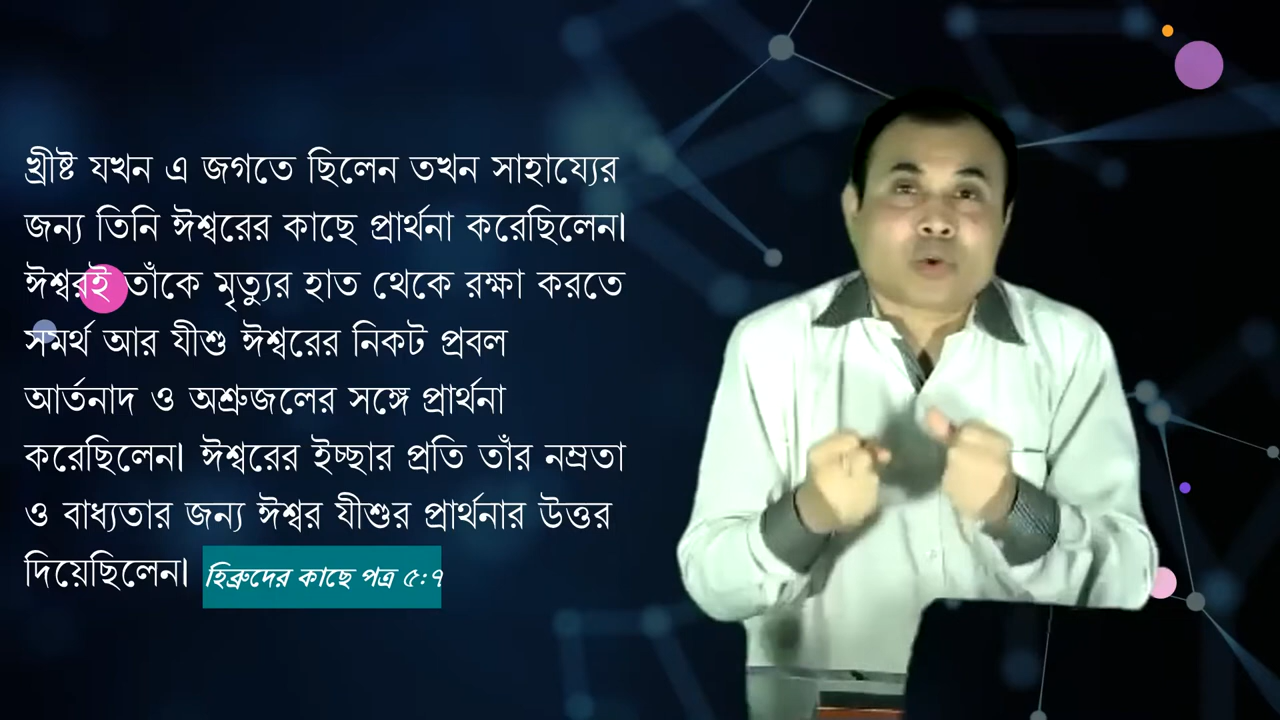 খ্রীষ্ট যখন এ জগতে ছিলেন তখন সাহায্যের
জন্য তিনি ঈশ্বরের কাছে প্রার্থনা করেছিলেন।
ঈশ্বরই তাঁকে মৃত্যুর হাত থেকে রক্ষা করতে
সমর্থ আর যীশু ঈশ্বরের নিকট প্রবল
আর্তনাদ ও অশ্রুজলের সঙ্গে প্রার্থনা
করেছিলেন। ঈশ্বরের ইচ্ছার প্রতি তাঁর নম্রতা
ও বাধ্যতার জন্য ঈশ্বর যীশুর প্রার্থনার উত্তর
দিয়েছিলেন। হিব্রুদের কাছে পত্র ৫:৭